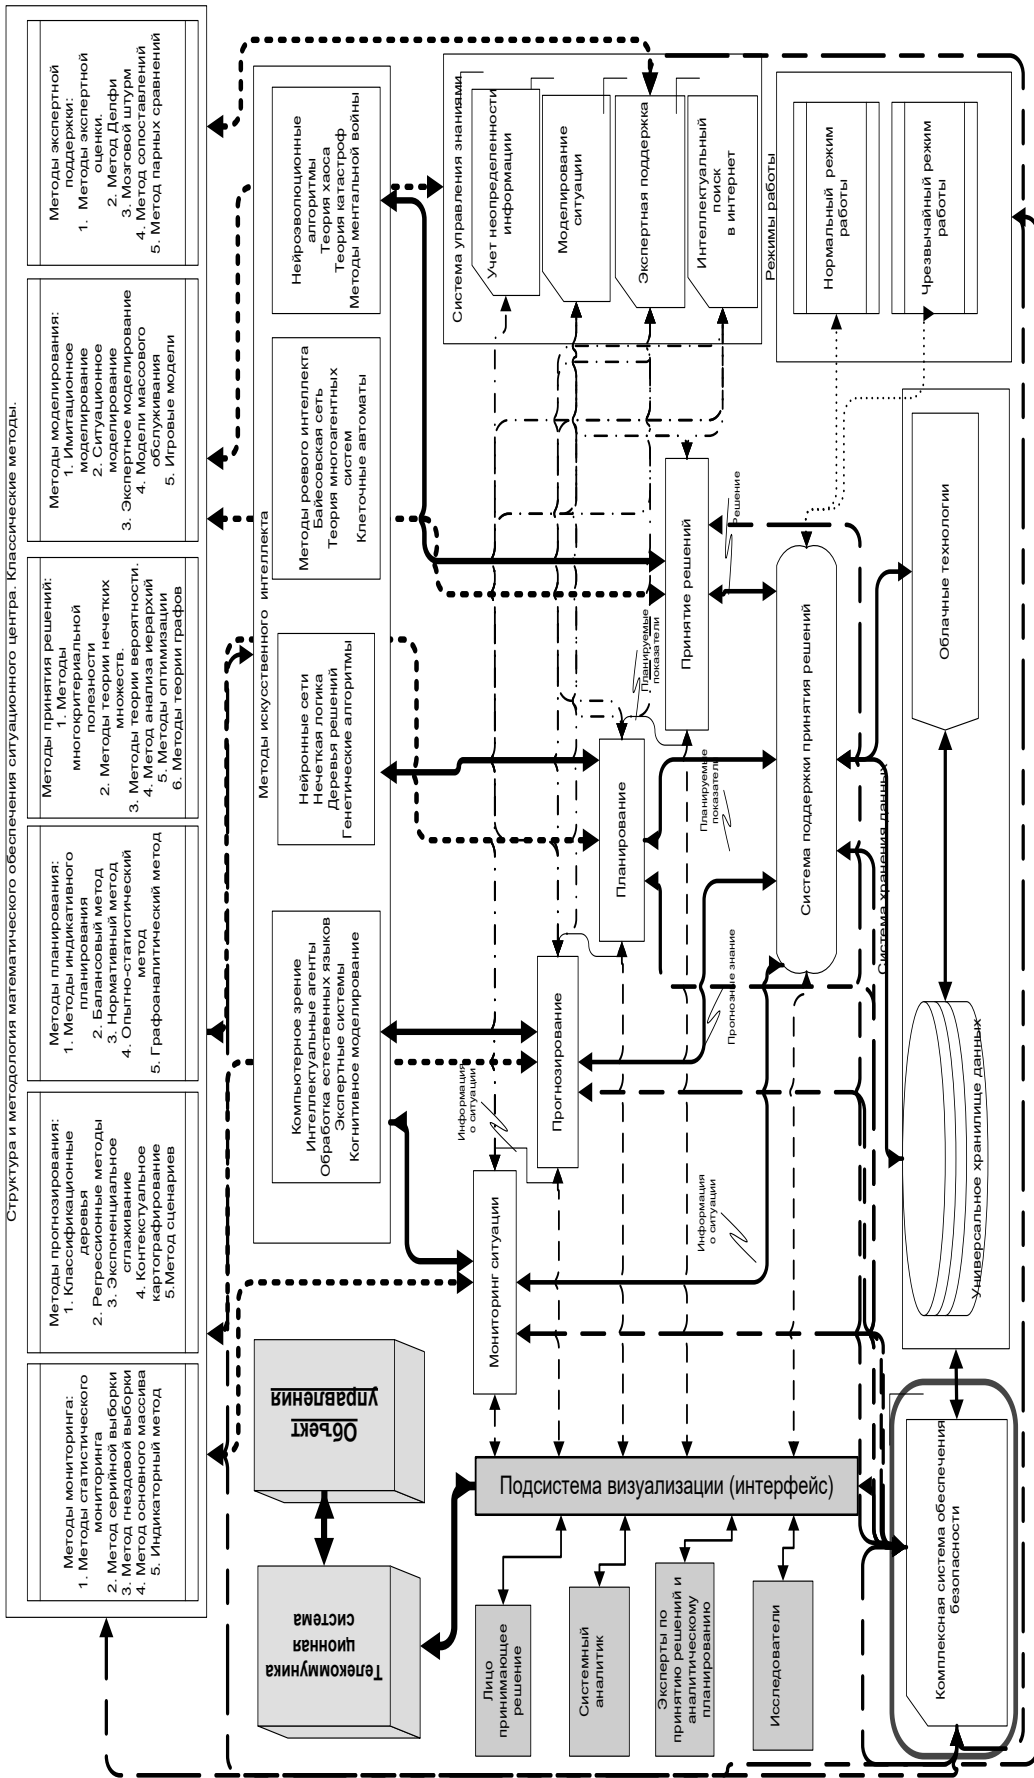 Структура и методология математического обеспечения ситуационного центра. Классические методы.
Методы мониторинга:
1. Методы статистического
мониторинга
2. Метод серийной выборки
3. Метод гнездовой выборки
4. Метод основного массива
5. Индикаторный метод
Методы прогнозирования:
1. Классификационные
деревья
2. Регрессионные методы
3. Экспоненциальное
сглаживание
4. Контекстуальное
картографирование
5.Метод сценариев
Методы планирования:
1. Методы индикативного
планирования
2. Балансовый метод
3. Нормативный метод
4. Опытно-статистический
метод
5. Графоаналитический метод
Методы принятия решений:
1. Методы
многокритериальной
полезности
2. Методы теории нечетких
множеств.
3. Методы теории вероятности.
4. Метод анализа иерархий
5. Методы оптимизации
6. Методы теории графов
Методы моделирования:
1. Имитационное
моделирование
2. Ситуационное
моделирование
3. Экспертное моделирование
4. Модели массового
обслуживания
5. Игровые модели
Методы экспертной
поддержки:
1. Методы экспертной
оценки.
2. Метод Делфи
3. Мозговой штурм
4. Метод сопоставлений
5. Метод парных сравнений
Методы искусственного интеллекта
Компьютерное зрение
Интеллектуальные агенты
Обработка естественных языков
Экспертные системы
Когнитивное моделирование
Нейронные сети
Нечеткая логика
Деревья решений
Генетические алгоритмы
Методы роевого интеллекта
Байесовская сеть
Теория многоагентных
систем
Клеточные автоматы
Нейроэволюционные
алгоритмы
Теория хаоса
Теория катастроф
Методы ментальной войны
Объект
управления
Телекоммуника
ционная
система
Система управления знаниями
Учет неопределенности
информации
Моделирование
ситуации
Экспертная поддержка
Интеллектуальный
поиск
в интернет
Режимы работы
Нормальный режим
работы
Чрезвычайный режим
работы
Мониторинг ситуации
Информация
о ситуации
Прогнозирование
Планирование
Планируемые
показатели
Принятие решений
Решение
Информация
о ситуации
Прогнозные знание
Планируемые
показатели
Система поддержки принятия решений
Подсистема визуализации (интерфейс)
Лицо
принимающее
решение
Системный
аналитик
Эксперты по
принятию решений и
аналитическому
планированию
Исследователи
Система хранения данных
Облачные технологии
Универсальное хранилище данных
Комплексная система обеспечения
безопасности